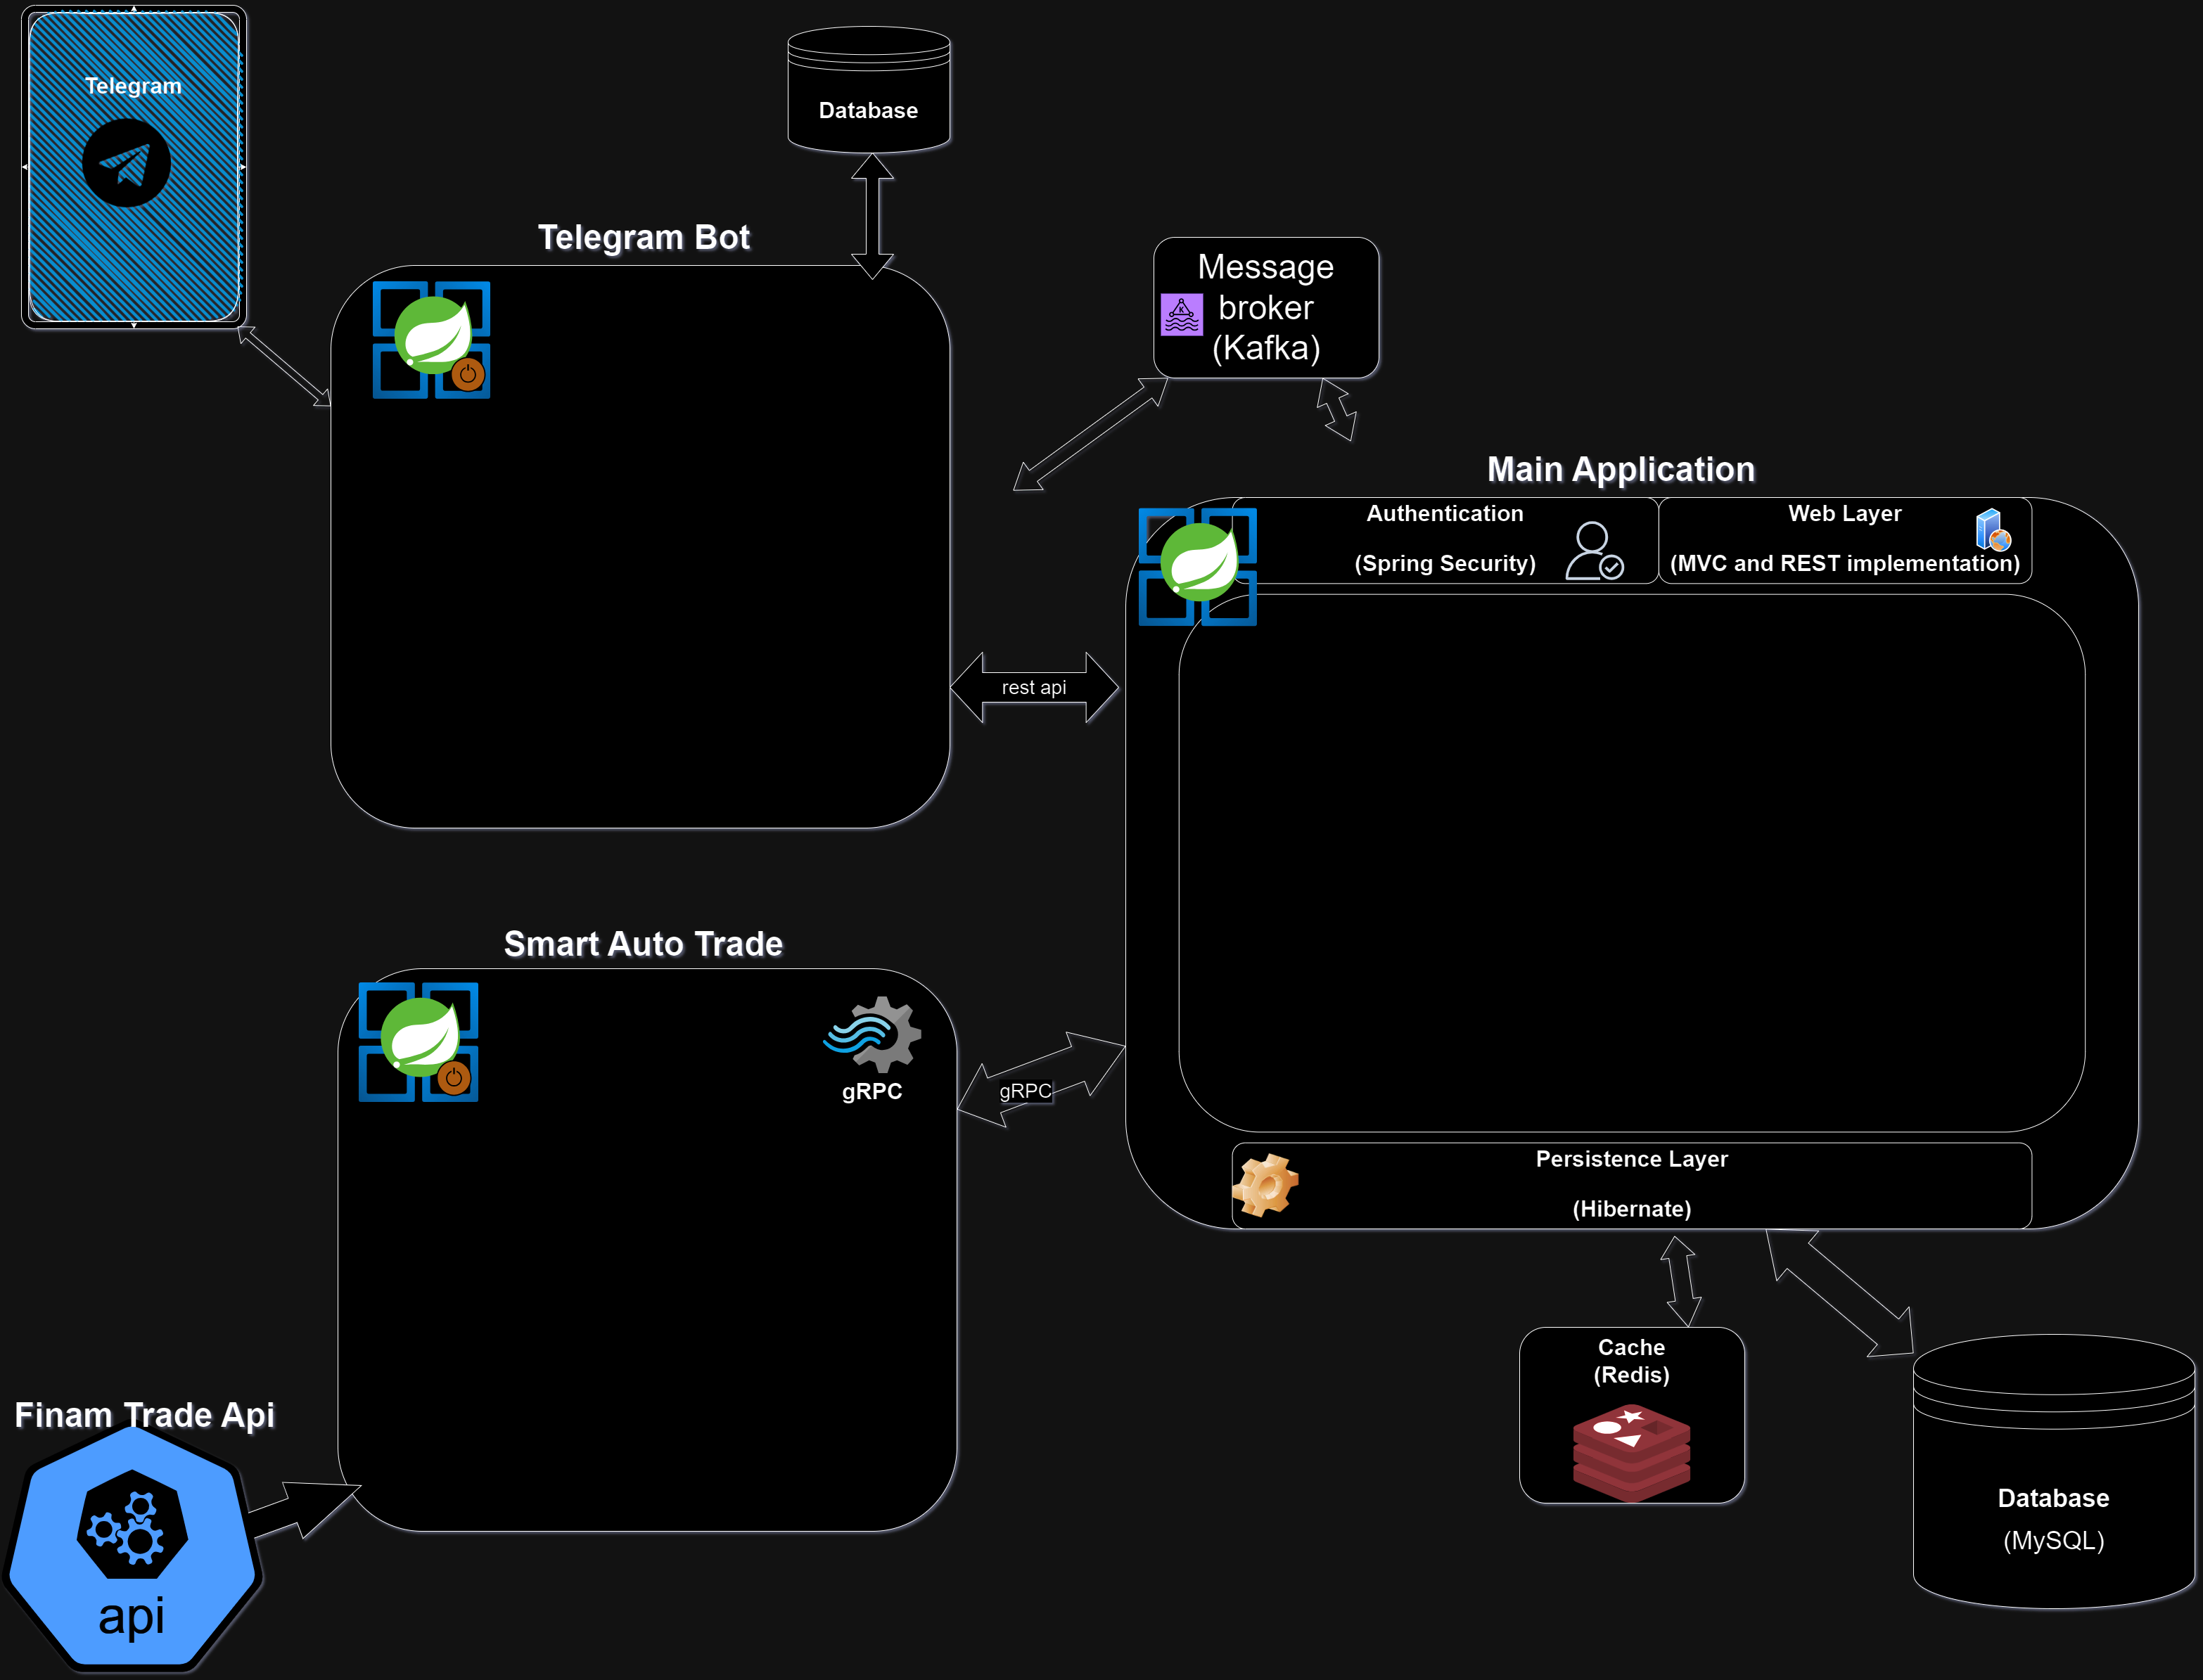 Telegram
Database
Telegram Bot
Message
broker
(Kafka)
K
Main Application
Authentication
(Spring Security)
Web Layer
(MVC and REST implementation)
rest api
Smart Auto Trade
gRPC
gRPC
Persistence Layer
(Hibernate)
Cache
(Redis)
Finam Trade Api
api
Database
(MySQL)